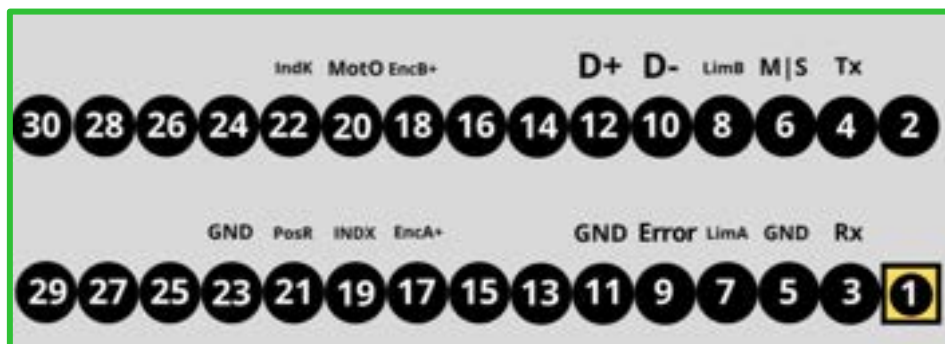 IndK MotO EncB+ D+ D- LimB M|S Tx
30 28 26 24 22 20 18 16 14 12 10 8 6 4 2
GND PosR INDX EncA+ GND Error LimA GND Rx
29 27 25 23 21 19 17 15 13 11 9 7 5 3 1